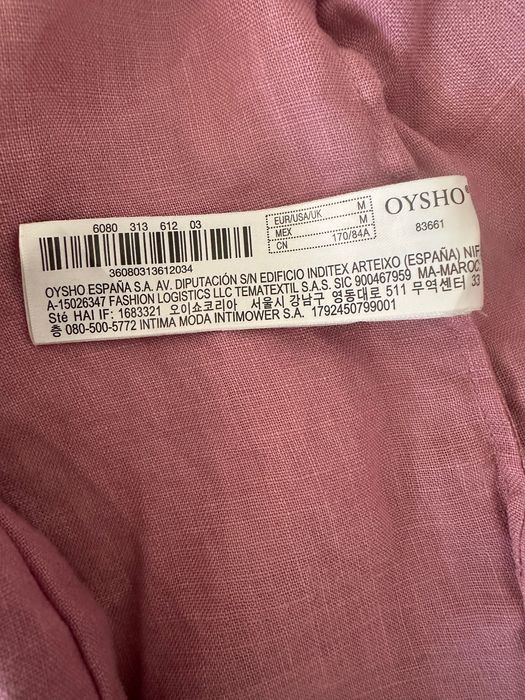 6080 313 612 03
36080313612034
EUR/USA/UK M
MEX M
CN 170/84A
OYSHO®
83661
OYSHO ESPAÑA S.A. AV. DIPUTACIÓN S/N EDIFICIO INDITEX ARTEIXO (ESPAÑA) NIF
A-15026347 FASHION LOGISTICS LLC TEMATEXTIL S.A.S. SIC 900467959 MA-MAROC
Sté HAI IF: 1683321 오이쇼코리아 서울시 강남구 영동대로 511 무역센터 33
층 080-500-5772 INTIMA MODA INTIMOWER S.A. 1792450799001